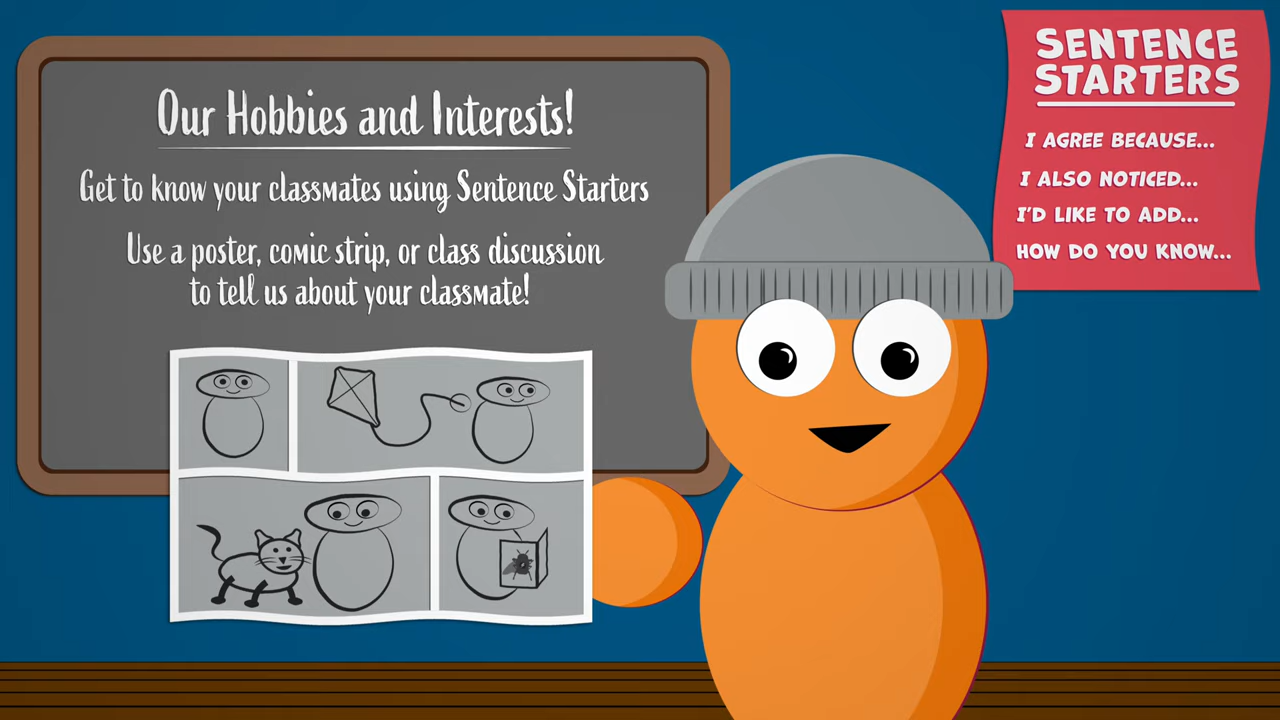 Our Hobbies and Interests!
Get to know your classmates using Sentence Starters
Use a poster, comic strip, or class discussion
to tell us about your classmate!
SENTENCE
STARTERS
I AGREE BECAUSE...
I ALSO NOTICED...
I'D LIKE TO ADD...
HOW DO YOU KNOW...